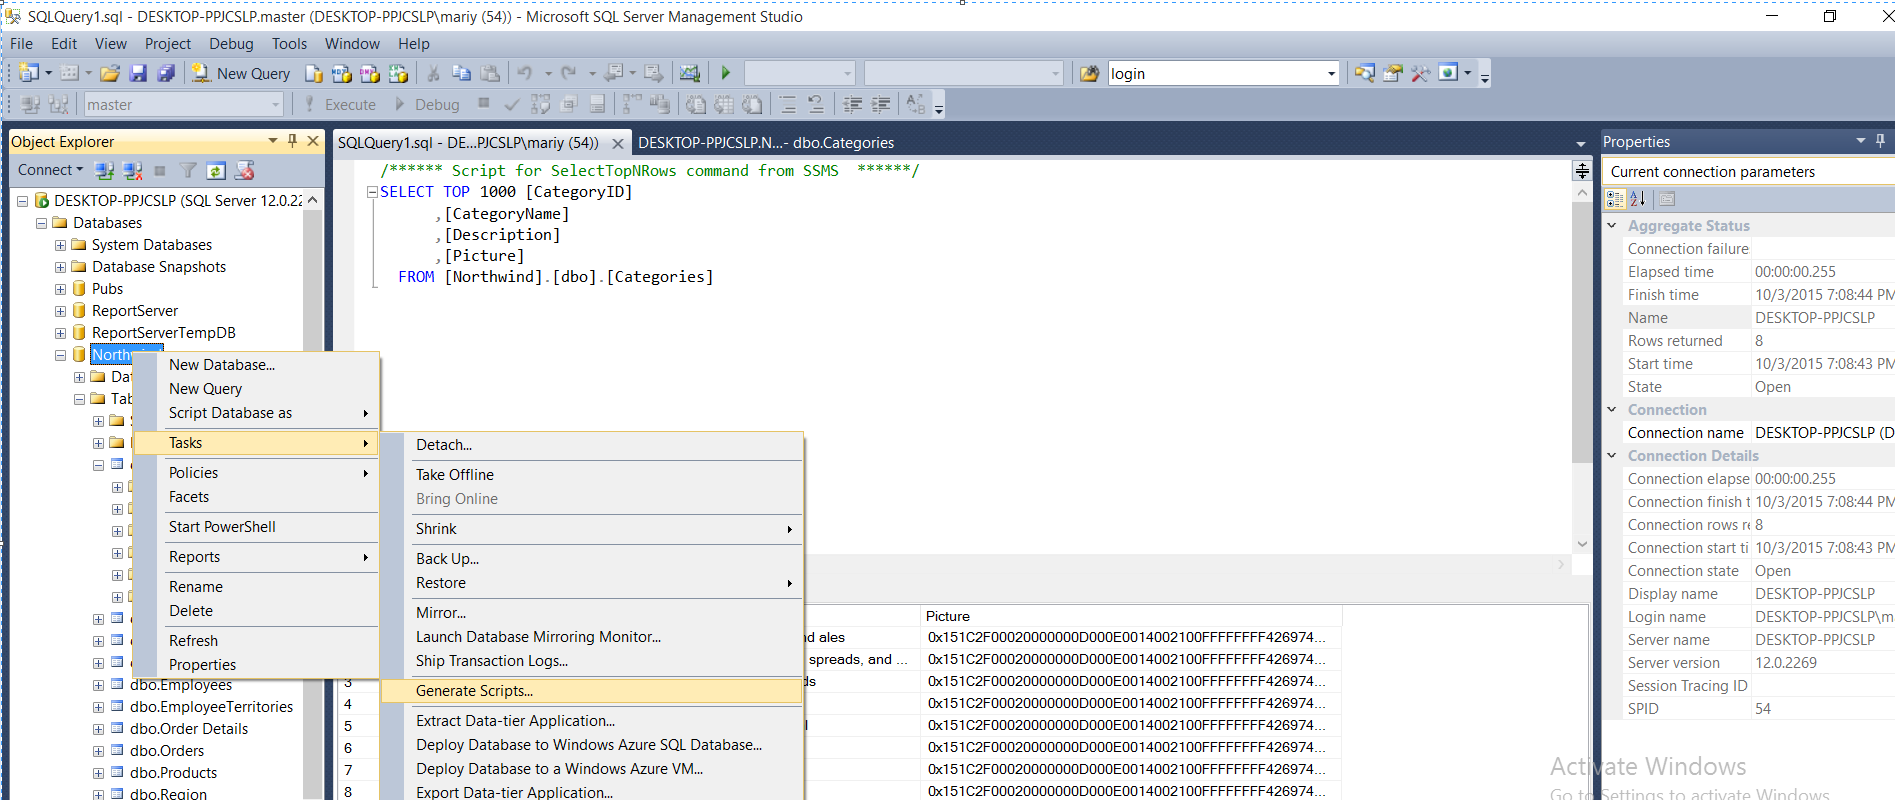 SQLQuery1.sql - DESKTOP-PPJCSLP.master (DESKTOP-PPJCSLP\mariy (54)) - Microsoft SQL Server Management Studio
File Edit View Project Debug Tools Window Help
New Query login
master Execute Debug
Object Explorer
Connect
DESKTOP-PPJCSLP (SQL Server 12.0.22
Databases
System Databases
Database Snapshots
Pubs
ReportServer
ReportServerTempDB
North
Dat
Tab
dbo.Employees
dbo.EmployeeTerritories
dbo.Order Details
dbo.Orders
dbo.Products
dbo.Region
New Database...
New Query
Script Database as
Tasks
Policies
Facets
Start PowerShell
Reports
Rename
Delete
Refresh
Properties
Detach...
Take Offline
Bring Online
Shrink
Back Up...
Restore
Mirror...
Launch Database Mirroring Monitor...
Ship Transaction Logs...
Generate Scripts...
Extract Data-tier Application...
Deploy Database to Windows Azure SQL Database...
Deploy Database to a Windows Azure VM...
Export Data-tier Application...
SQLQuery1.sql - DE...PJCSLP\mariy (54)) DESKTOP-PPJCSLP.N...- dbo.Categories
/****** Script for SelectTopNRows command from SSMS ******/
SELECT TOP 1000 [CategoryID]
,[CategoryName]
,[Description]
,[Picture]
FROM [Northwind].[dbo].[Categories]
Picture
ales 0x151C2F00020000000D000E0014002100FFFFFFFF426974...
spreads, and ... 0x151C2F00020000000D000E0014002100FFFFFFFF426974...
3 ds 0x151C2F00020000000D000E0014002100FFFFFFFF426974...
4 0x151C2F00020000000D000E0014002100FFFFFFFF426974...
5 0x151C2F00020000000D000E0014002100FFFFFFFF426974...
6 0x151C2F00020000000D000E0014002100FFFFFFFF426974...
7 0x151C2F00020000000D000E0014002100FFFFFFFF426974...
8 0x151C2F00020000000D000E0014002100FFFFFFFF426974...
Properties
Current connection parameters
Aggregate Status
Connection failure
Elapsed time 00:00:00.255
Finish time 10/3/2015 7:08:44 PM
Name DESKTOP-PPJCSLP
Rows returned 8
Start time 10/3/2015 7:08:43 PM
State Open
Connection
Connection name DESKTOP-PPJCSLP (D
Connection Details
Connection elapse 00:00:00.255
Connection finish t 10/3/2015 7:08:44 PM
Connection rows re 8
Connection start ti 10/3/2015 7:08:43 PM
Connection state Open
Display name DESKTOP-PPJCSLP
Login name DESKTOP-PPJCSLP\m
Server name DESKTOP-PPJCSLP
Server version 12.0.2269
Session Tracing ID
SPID 54
Activate Windows
Go to Settings to activate Windows